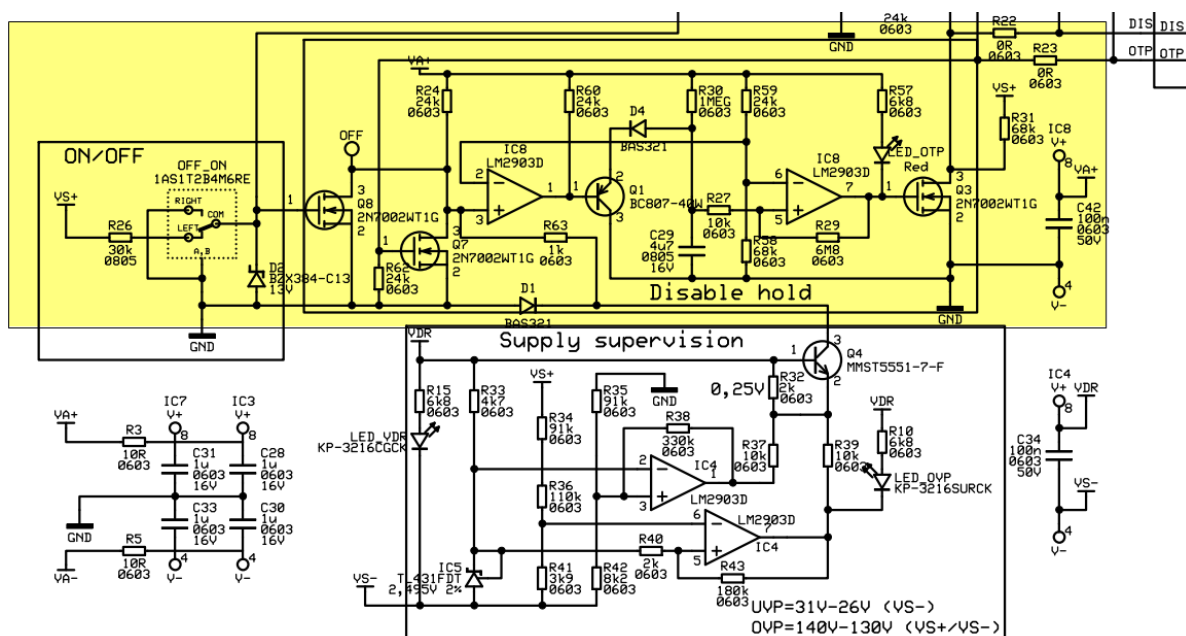 24k
0603
GND
R22
0R
0603
DIS
DIS
R23
0R
0603
OTP
OTP
VA+
R24
24k
0603
R60
24k
0603
D4
BAS321
R30
1MEG
0603
R59
24k
0603
R57
6k8
0603
VS+
R31
68k
0603
IC8
V+
8
VA+
C42
100n
0603
50V
4
V-
ON/OFF
OFF_ON
1AS1T2B4M6RE
VS+
RIGHT
COM
LEFT
A,B
R26
30k
0805
D2
BZX384-C13
13V
GND
OFF
1
3
Q8
2N7002WT1G
2
1
3
Q7
2N7002WT1G
2
R62
24k
0603
IC8
LM2903D
2
3
1
R63
1k
0603
1
2
Q1
BC807-40W
3
R27
10k
0603
C29
4u7
0805
16V
R58
68k
0603
IC8
LM2903D
6
5
7
R29
6M8
0603
LED_OTP
Red
1
3
Q3
2N7002WT1G
2
GND
D1
BAS321
Disable hold
Supply supervision
VDR
R15
6k8
0603
LED_VDR
KP-3216CGCK
R33
4k7
0603
VS+
R34
91k
0603
R36
110k
0603
R41
3k9
0603
R35
91k
0603
GND
R38
330k
0603
2
3
IC4
1
LM2903D
R42
8k2
0603
0,25V
R32
2k
0603
1
3
Q4
MMST5551-7-F
2
R37
10k
0603
R39
10k
0603
VDR
R10
6k8
0603
LED_OVP
KP-3216SURCK
LM2903D
6
5
7
IC4
R40
2k
0603
R43
180k
0603
IC5
2,495V 2%
VS-
UVP=31V-26V (VS-)
OVP=140V-130V (VS+/VS-)
VA+
R3
10R
0603
IC7
V+
8
IC3
V+
8
C31
1u
0603
16V
C28
1u
0603
16V
GND
C33
1u
0603
16V
C30
1u
0603
16V
VA-
R5
10R
0603
4
V-
4
V-
IC4
V+
8
VDR
C34
100n
0603
50V
VS-
4
V-